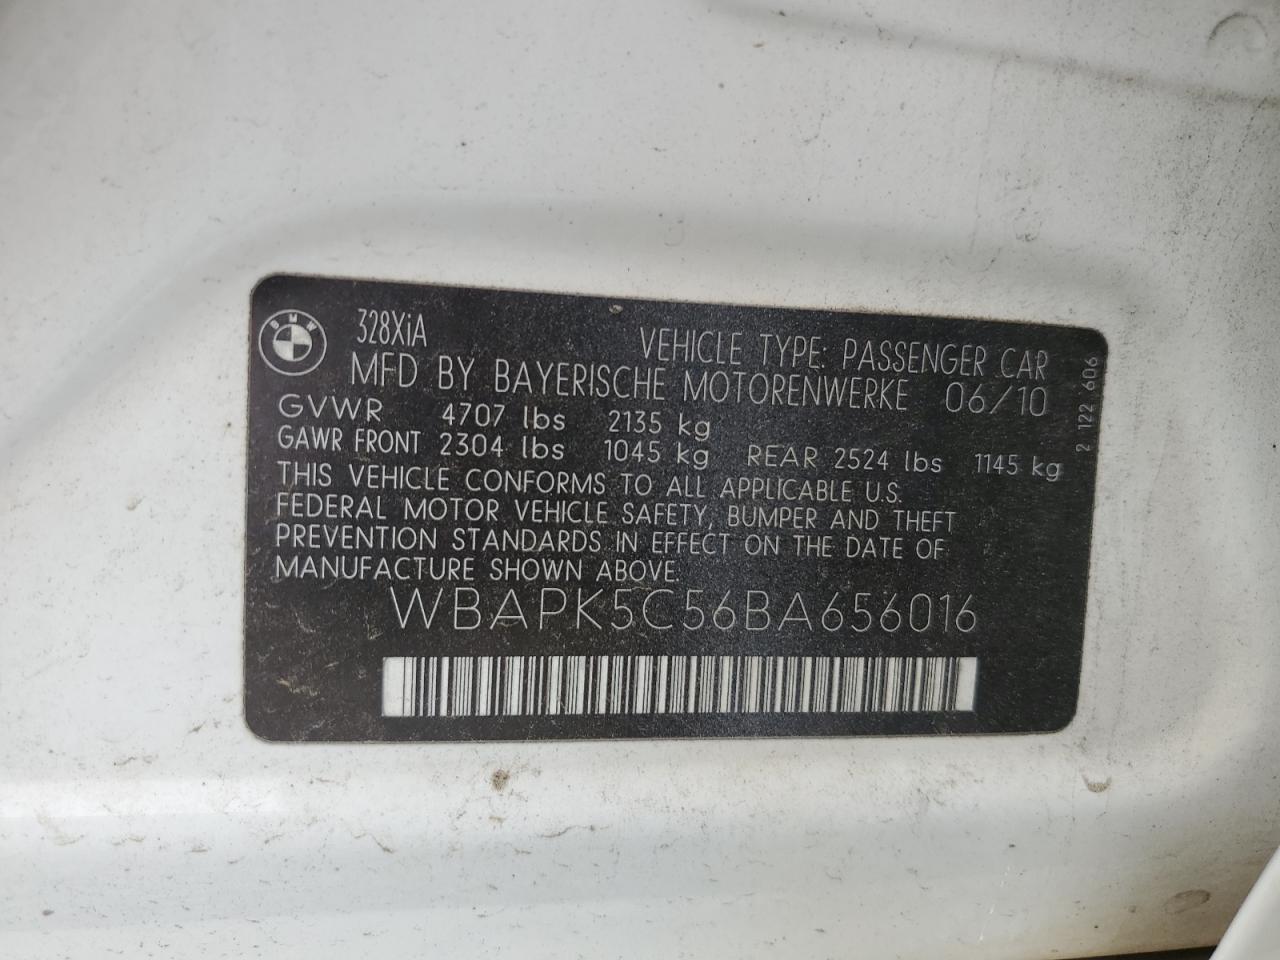 BMW
328XiA
VEHICLE TYPE: PASSENGER CAR
MFD BY BAYERISCHE MOTORENWERKE 06/10
GVWR 4707 lbs 2135 kg
GAWR FRONT 2304 lbs 1045 kg REAR 2524 lbs 1145 kg
THIS VEHICLE CONFORMS TO ALL APPLICABLE U.S.
FEDERAL MOTOR VEHICLE SAFETY, BUMPER AND THEFT
PREVENTION STANDARDS IN EFFECT ON THE DATE OF
MANUFACTURE SHOWN ABOVE.
WBAPK5C56BA656016
2 122 606